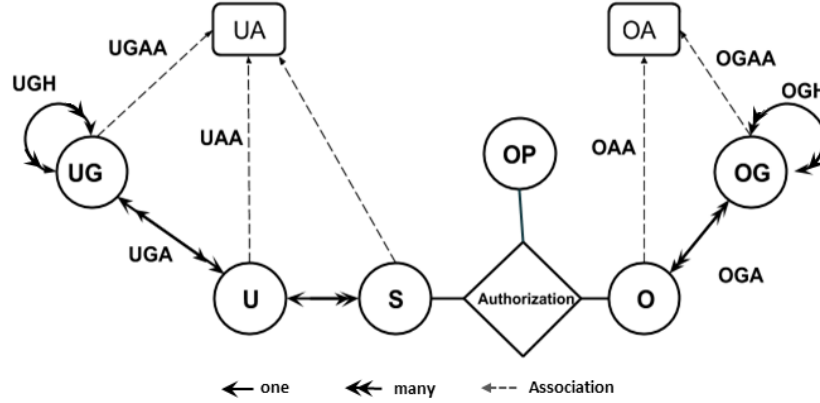 UA
OA
UGAA
OGAA
UGH
OGH
UAA
OAA
OP
UG
OG
UGA
OGA
U
S
Authorization
O
one
many
Association